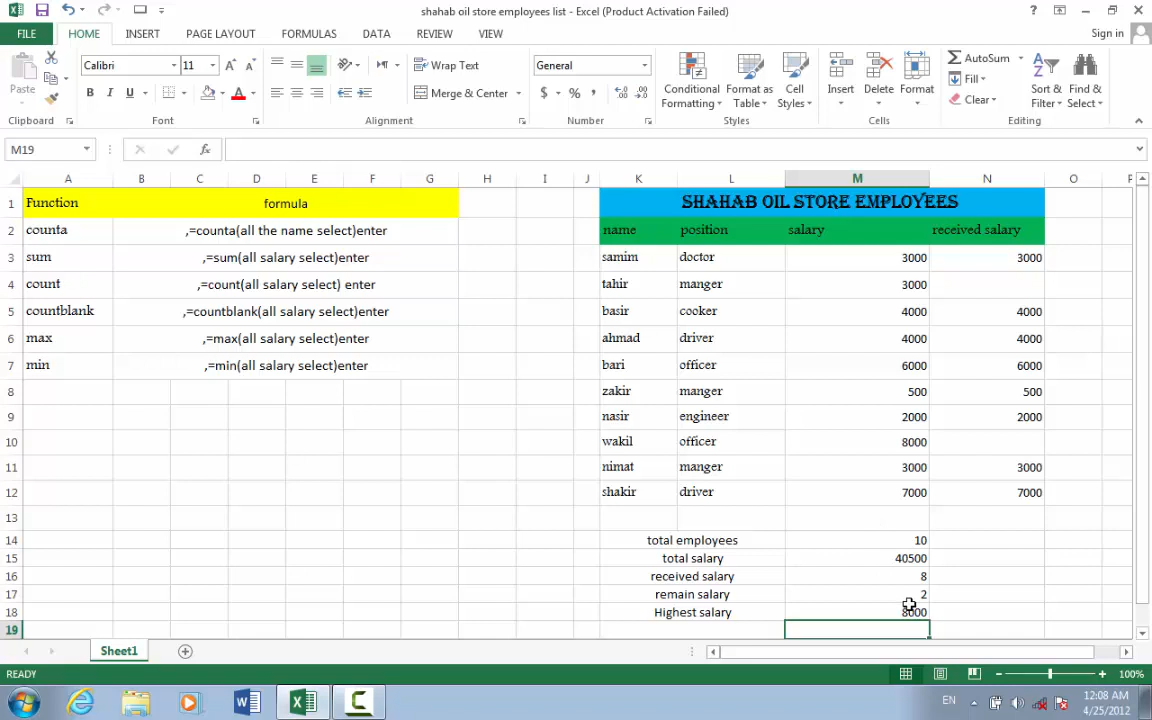 shahab oil store employees list - Excel (Product Activation Failed)
FILE HOME INSERT PAGE LAYOUT FORMULAS DATA REVIEW VIEW Sign in
Paste
Calibri 11
Wrap Text
Merge & Center
General
$ % ,
Conditional Formatting
Format as Table
Cell Styles
Insert Delete Format
AutoSum
Fill
Clear
Sort & Filter
Find & Select
Clipboard Font Alignment Number Styles Cells Editing
M19 fx
A B C D E F G H I J K L M N O
1 Function formula SHAHAB OIL STORE EMPLOYEES
2 counta ,=counta(all the name select)enter name position salary received salary
3 sum ,=sum(all salary select)enter samim doctor 3000 3000
4 count ,=count(all salary select) enter tahir manger 3000
5 countblank ,=countblank(all salary select)enter basir cooker 4000 4000
6 max ,=max(all salary select)enter ahmad driver 4000 4000
7 min ,=min(all salary select)enter bari officer 6000 6000
8 zakir manger 500 500
9 nasir engineer 2000 2000
10 wakil officer 8000
11 nimat manger 3000 3000
12 shakir driver 7000 7000
13
14 total employees 10
15 total salary 40500
16 received salary 8
17 remain salary 2
18 Highest salary 8000
19
Sheet1
READY 100%
EN 12:08 AM
4/25/2012